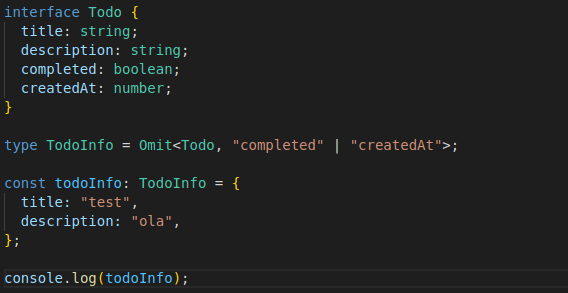 interface Todo {
  title: string;
  description: string;
  completed: boolean;
  createdAt: number;
}

type TodoInfo = Omit<Todo, "completed" | "createdAt">;

const todoInfo: TodoInfo = {
  title: "test",
  description: "ola",
};

console.log(todoInfo);